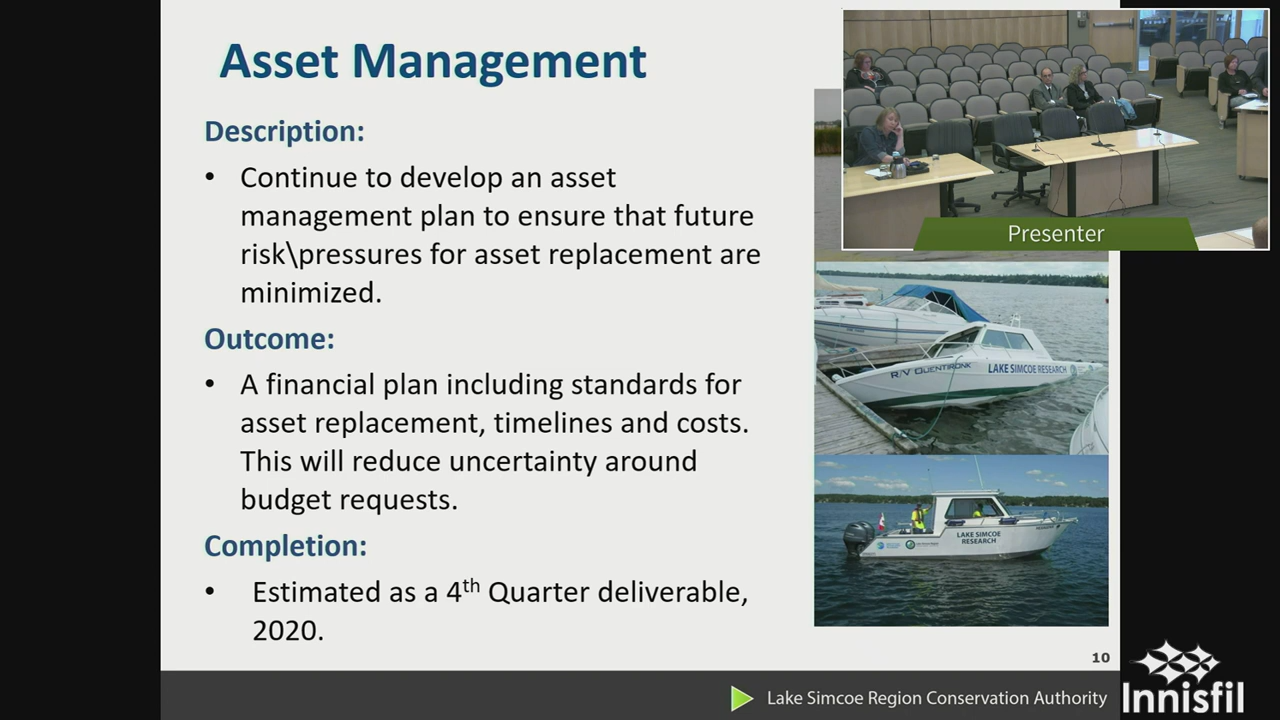 Asset Management
Description:
• Continue to develop an asset
management plan to ensure that future
risk\pressures for asset replacement are
minimized.
Outcome:
• A financial plan including standards for
asset replacement, timelines and costs.
This will reduce uncertainty around
budget requests.
Completion:
• Estimated as a 4th Quarter deliverable,
2020.
Presenter
R/V QUENTIRONK
LAKE SIMCOE RESEARCH
LAKE SIMCOE
RESEARCH
10
Lake Simcoe Region Conservation Authority
Innisfil